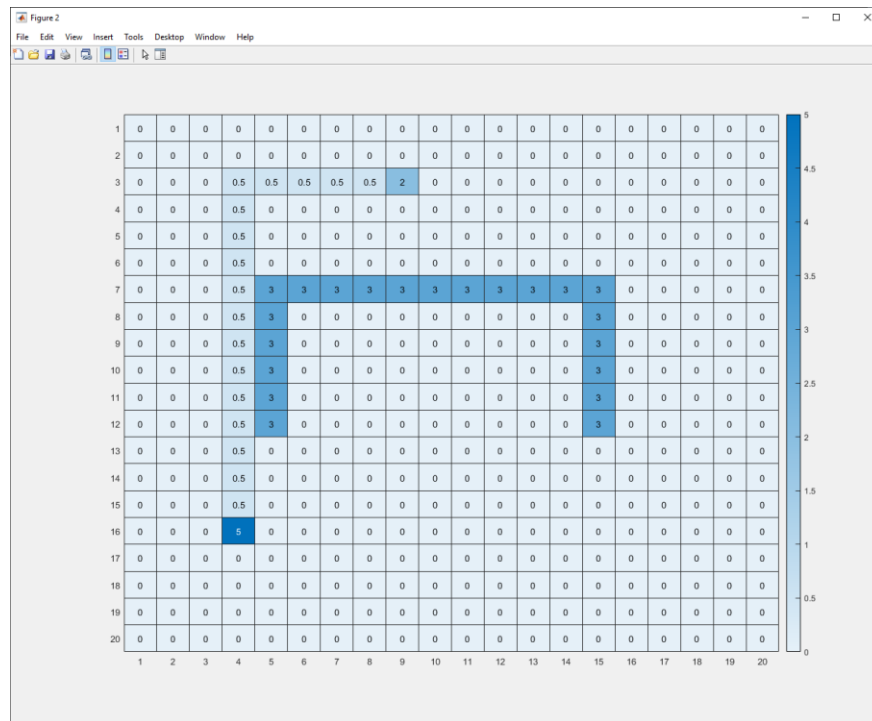 Figure 2
File Edit View Insert Tools Desktop Window Help
5
1 0 0 0 0 0 0 0 0 0 0 0 0 0 0 0 0 0 0 0 0
2 0 0 0 0 0 0 0 0 0 0 0 0 0 0 0 0 0 0 0 0
4.5
3 0 0 0 0.5 0.5 0.5 0.5 0.5 2 0 0 0 0 0 0 0 0 0 0 0
4 0 0 0 0.5 0 0 0 0 0 0 0 0 0 0 0 0 0 0 0 0
4
5 0 0 0 0.5 0 0 0 0 0 0 0 0 0 0 0 0 0 0 0 0
6 0 0 0 0.5 0 0 0 0 0 0 0 0 0 0 0 0 0 0 0 0
3.5
7 0 0 0 0.5 3 3 3 3 3 3 3 3 3 3 3 0 0 0 0 0
8 0 0 0 0.5 3 0 0 0 0 0 0 0 0 0 3 0 0 0 0 0
3
9 0 0 0 0.5 3 0 0 0 0 0 0 0 0 0 3 0 0 0 0 0
10 0 0 0 0.5 3 0 0 0 0 0 0 0 0 0 3 0 0 0 0 0
2.5
11 0 0 0 0.5 3 0 0 0 0 0 0 0 0 0 3 0 0 0 0 0
12 0 0 0 0.5 3 0 0 0 0 0 0 0 0 0 3 0 0 0 0 0
2
13 0 0 0 0.5 0 0 0 0 0 0 0 0 0 0 0 0 0 0 0 0
14 0 0 0 0.5 0 0 0 0 0 0 0 0 0 0 0 0 0 0 0 0
1.5
15 0 0 0 0.5 0 0 0 0 0 0 0 0 0 0 0 0 0 0 0 0
16 0 0 0 5 0 0 0 0 0 0 0 0 0 0 0 0 0 0 0 0
1
17 0 0 0 0 0 0 0 0 0 0 0 0 0 0 0 0 0 0 0 0
18 0 0 0 0 0 0 0 0 0 0 0 0 0 0 0 0 0 0 0 0
0.5
19 0 0 0 0 0 0 0 0 0 0 0 0 0 0 0 0 0 0 0 0
20 0 0 0 0 0 0 0 0 0 0 0 0 0 0 0 0 0 0 0 0
0
1 2 3 4 5 6 7 8 9 10 11 12 13 14 15 16 17 18 19 20